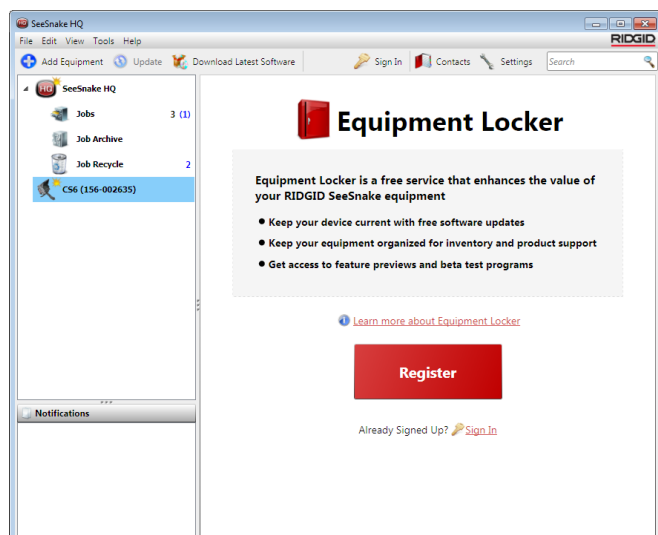 SeeSnake HQ
File Edit View Tools Help
RIDGID
Add Equipment Update Download Latest Software Sign In Contacts Settings Search
HQ SeeSnake HQ
Jobs 3 (1)
Job Archive
Job Recycle 2
CS6 (156-002635)
Equipment Locker
Equipment Locker is a free service that enhances the value of
your RIDGID SeeSnake equipment
● Keep your device current with free software updates
● Keep your equipment organized for inventory and product support
● Get access to feature previews and beta test programs
Learn more about Equipment Locker
Register
Already Signed Up? Sign In
Notifications